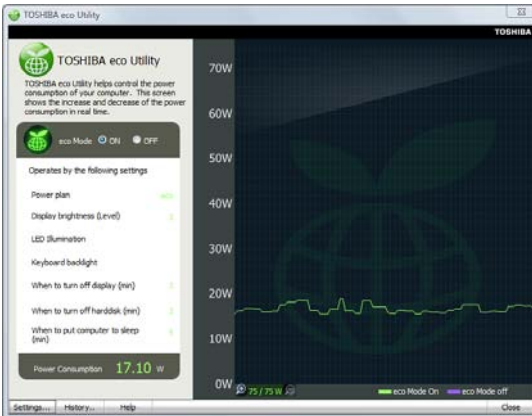 TOSHIBA eco Utility
TOSHIBA
TOSHIBA eco Utility
TOSHIBA eco Utility helps control the power
consumption of your computer. This screen
shows the increase and decrease of the power
consumption in real time.
eco Mode ON OFF
Operates by the following settings
Power plan eco
Display brightness (Level)
LED Illumination
Keyboard backlight
When to turn off display (min)
When to turn off harddisk (min)
When to put computer to sleep
(min)
Power Consumption 17.10 W
70W
60W
50W
40W
30W
20W
10W
0W
75 / 75 W
eco Mode On eco Mode off
Settings... History... Help Close